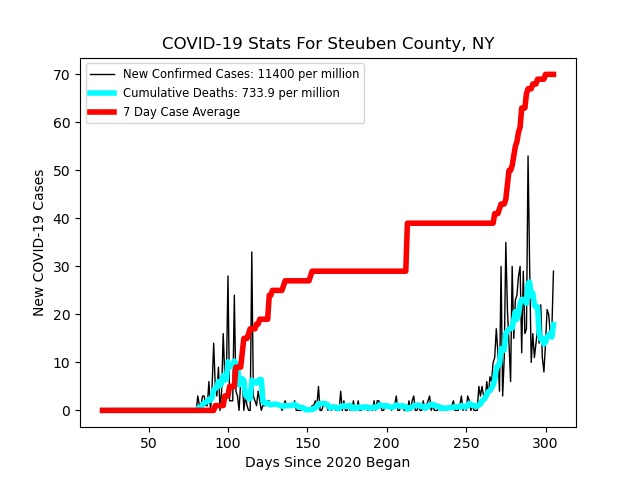 COVID-19 Stats For Steuben County, NY
New Confirmed Cases: 11400 per million
Cumulative Deaths: 733.9 per million
7 Day Case Average
New COVID-19 Cases
70
60
50
40
30
20
10
0
50 100 150 200 250 300
Days Since 2020 Began